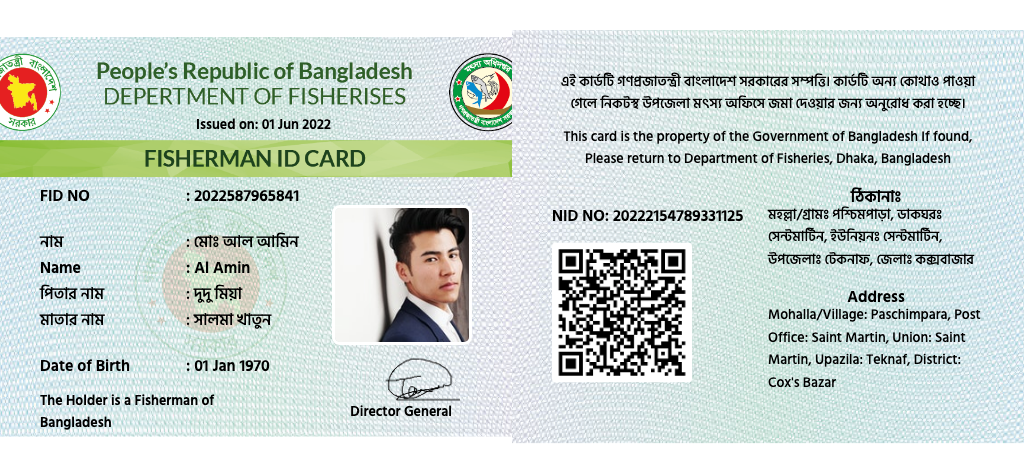 People's Republic of Bangladesh
DEPERTMENT OF FISHERISES
Issued on: 01 Jun 2022
FISHERMAN ID CARD
FID NO : 2022587965841
নাম : মোঃ আল আমিন
Name : Al Amin
পিতার নাম : দুদু মিয়া
মাতার নাম : সালমা খাতুন
Date of Birth : 01 Jan 1970
The Holder is a Fisherman of
Bangladesh
Director General
এই কার্ডটি গণপ্রজাতন্ত্রী বাংলাদেশ সরকারের সম্পত্তি। কার্ডটি অন্য কোথাও পাওয়া
গেলে নিকটস্থ উপজেলা মৎস্য অফিসে জমা দেওয়ার জন্য অনুরোধ করা হচ্ছে।
This card is the property of the Government of Bangladesh If found,
Please return to Department of Fisheries, Dhaka, Bangladesh
NID NO: 20222154789331125
ঠিকানাঃ
মহল্লা/গ্রামঃ পশ্চিমপাড়া, ডাকঘরঃ
সেন্টমার্টিন, ইউনিয়নঃ সেন্টমার্টিন,
উপজেলাঃ টেকনাফ, জেলাঃ কক্সবাজার
Address
Mohalla/Village: Paschimpara, Post
Office: Saint Martin, Union: Saint
Martin, Upazila: Teknaf, District:
Cox's Bazar